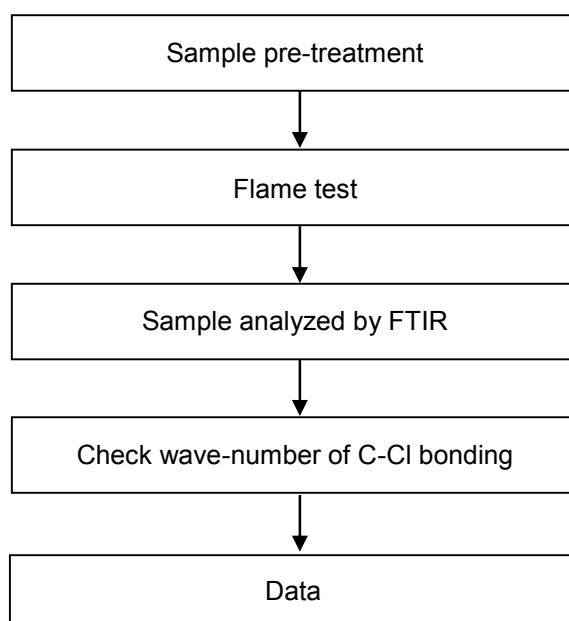 Sample pre-treatment
Flame test
Sample analyzed by FTIR
Check wave-number of C-Cl bonding
Data